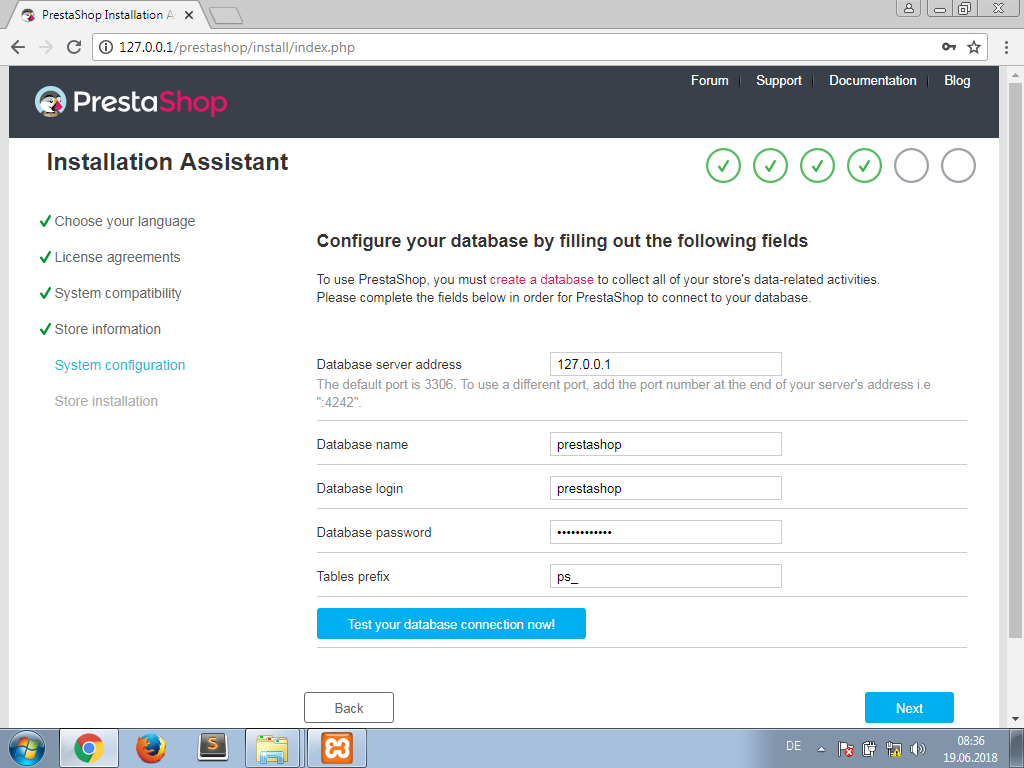 PrestaShop Installation A
127.0.0.1/prestashop/install/index.php
Forum Support Documentation Blog
PrestaShop
Installation Assistant
Choose your language
License agreements
System compatibility
Store information
System configuration
Store installation
Configure your database by filling out the following fields
To use PrestaShop, you must create a database to collect all of your store's data-related activities.
Please complete the fields below in order for PrestaShop to connect to your database.
Database server address 127.0.0.1
The default port is 3306. To use a different port, add the port number at the end of your server's address i.e
":4242".
Database name prestashop
Database login prestashop
Database password ••••••••••••
Tables prefix ps_
Test your database connection now!
Back Next
DE 08:36
19.06.2018